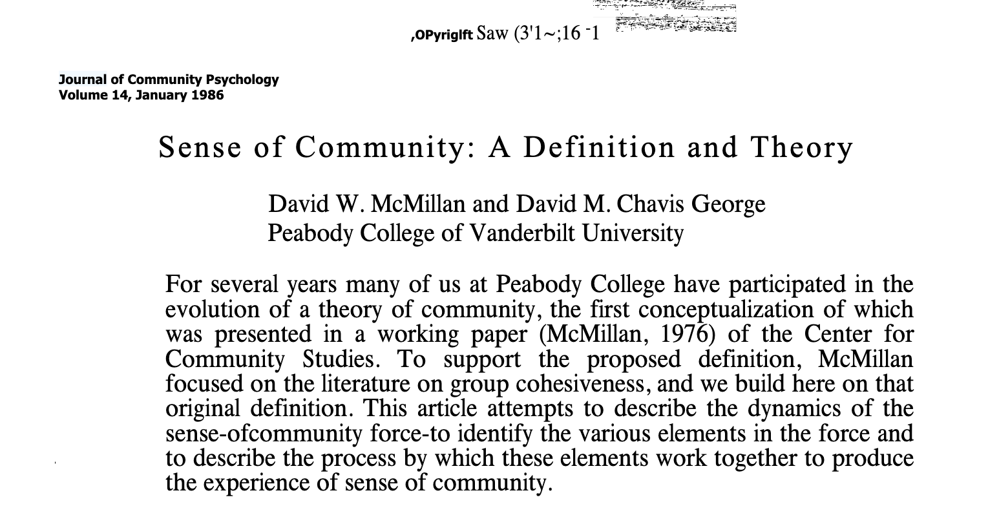 ,OPyriglft Saw (3'1~;16 -1
Journal of Community Psychology
Volume 14, January 1986
Sense of Community: A Definition and Theory
David W. McMillan and David M. Chavis George
Peabody College of Vanderbilt University
For several years many of us at Peabody College have participated in the
evolution of a theory of community, the first conceptualization of which
was presented in a working paper (McMillan, 1976) of the Center for
Community Studies. To support the proposed definition, McMillan
focused on the literature on group cohesiveness, and we build here on that
original definition. This article attempts to describe the dynamics of the
sense-ofcommunity force-to identify the various elements in the force and
to describe the process by which these elements work together to produce
the experience of sense of community.